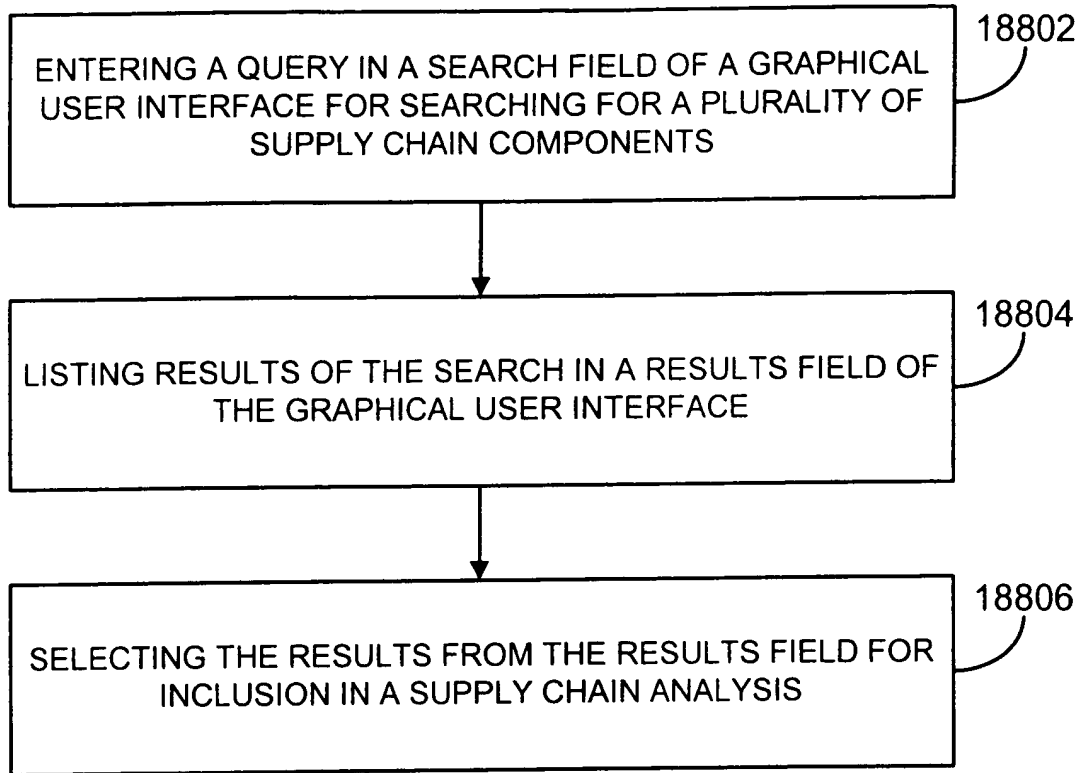 18802
ENTERING A QUERY IN A SEARCH FIELD OF A GRAPHICAL
USER INTERFACE FOR SEARCHING FOR A PLURALITY OF
SUPPLY CHAIN COMPONENTS
18804
LISTING RESULTS OF THE SEARCH IN A RESULTS FIELD OF
THE GRAPHICAL USER INTERFACE
18806
SELECTING THE RESULTS FROM THE RESULTS FIELD FOR
INCLUSION IN A SUPPLY CHAIN ANALYSIS